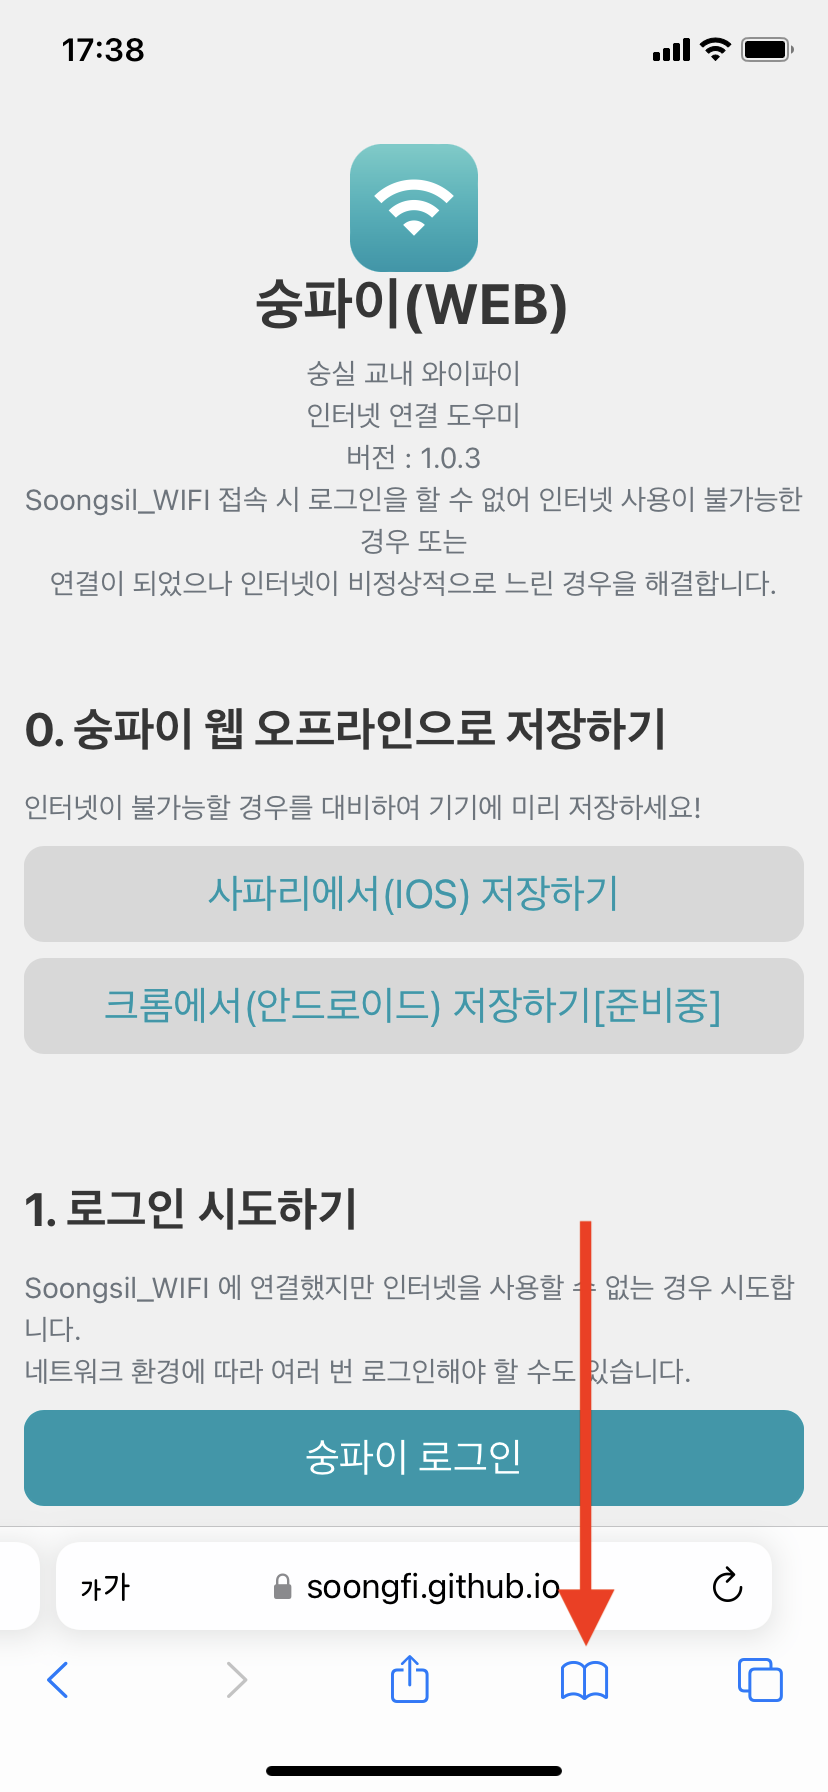 17:38
숭파이(WEB)
숭실 교내 와이파이
인터넷 연결 도우미
버전 : 1.0.3
Soongsil_WIFI 접속 시 로그인을 할 수 없어 인터넷 사용이 불가능한
경우 또는
연결이 되었으나 인터넷이 비정상적으로 느린 경우을 해결합니다.
0. 숭파이 웹 오프라인으로 저장하기
인터넷이 불가능할 경우를 대비하여 기기에 미리 저장하세요!
사파리에서(IOS) 저장하기
크롬에서(안드로이드) 저장하기[준비중]
1. 로그인 시도하기
Soongsil_WIFI 에 연결했지만 인터넷을 사용할 수 없는 경우 시도합
니다.
네트워크 환경에 따라 여러 번 로그인해야 할 수도 있습니다.
숭파이 로그인
가가 soongfi.github.io